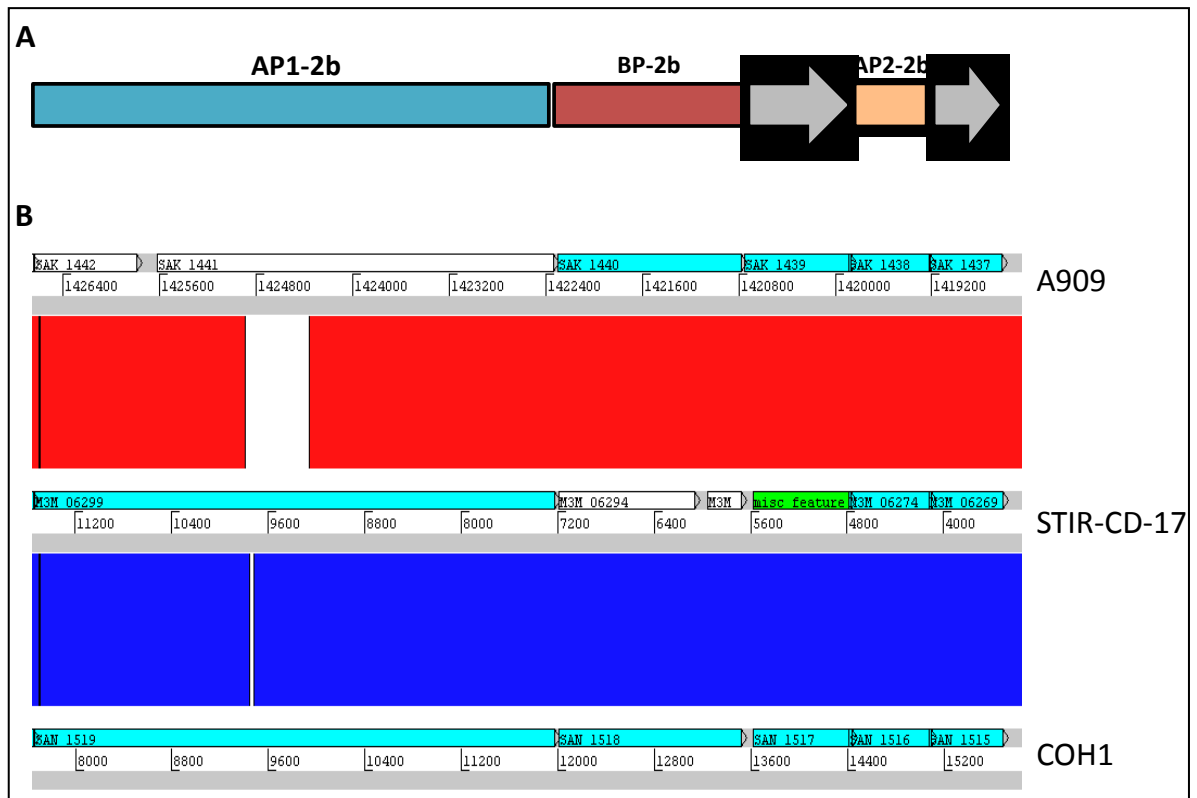 A
AP1-2b BP-2b AP2-2b
B
SAK 1442 SAK 1441 SAK 1440 SAK 1439 SAK 1438 SAK 1437
1426400 1425600 1424800 1424000 1423200 1422400 1421600 1420800 1420000 1419200
A909
M3M 06299 M3M 06294 M3M misc feature M3M 06274 M3M 06269
11200 10400 9600 8800 8000 7200 6400 5600 4800 4000
STIR-CD-17
SAN 1519 SAN 1518 SAN 1517 SAN 1516 SAN 1515
8000 8800 9600 10400 11200 12000 12800 13600 14400 15200
COH1